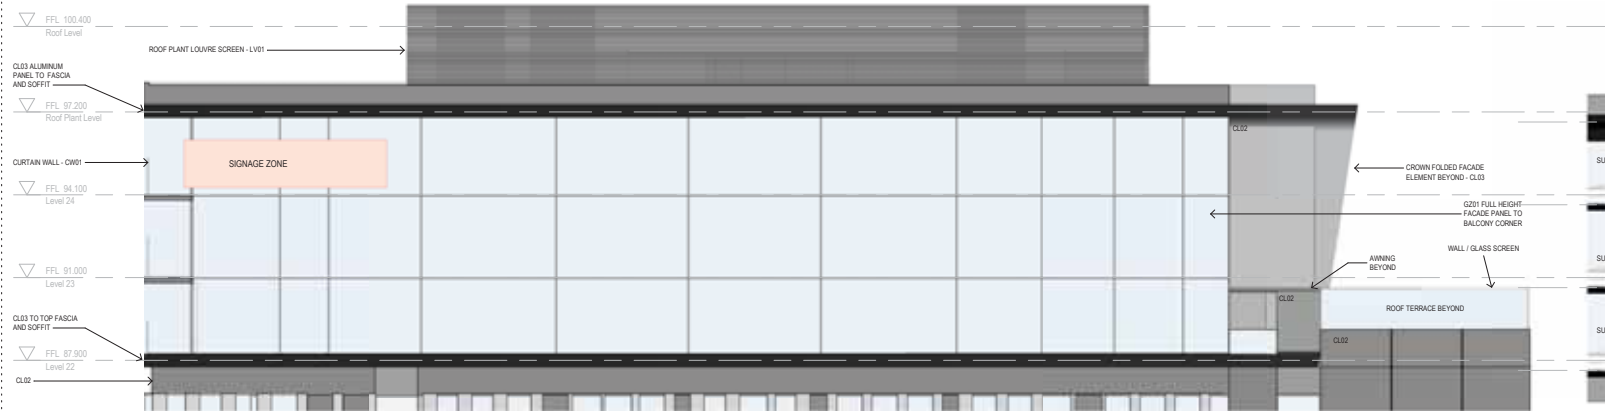 FFL 100.400
Roof Level
ROOF PLANT LOUVRE SCREEN - LV01
CL03 ALUMINUM
PANEL TO FASCIA
AND SOFFIT
FFL 97.200
Roof Plant Level
CL02
CURTAIN WALL - CW01
SIGNAGE ZONE
CROWN FOLDED FACADE
ELEMENT BEYOND - CL03
SU
FFL 94.100
Level 24
GZ01 FULL HEIGHT
FACADE PANEL TO
BALCONY CORNER
WALL / GLASS SCREEN
AWNING
BEYOND
SU
FFL 91.000
Level 23
CL02
ROOF TERRACE BEYOND
CL03 TO TOP FASCIA
AND SOFFIT
SU
CL02
FFL 87.900
Level 22
CL02